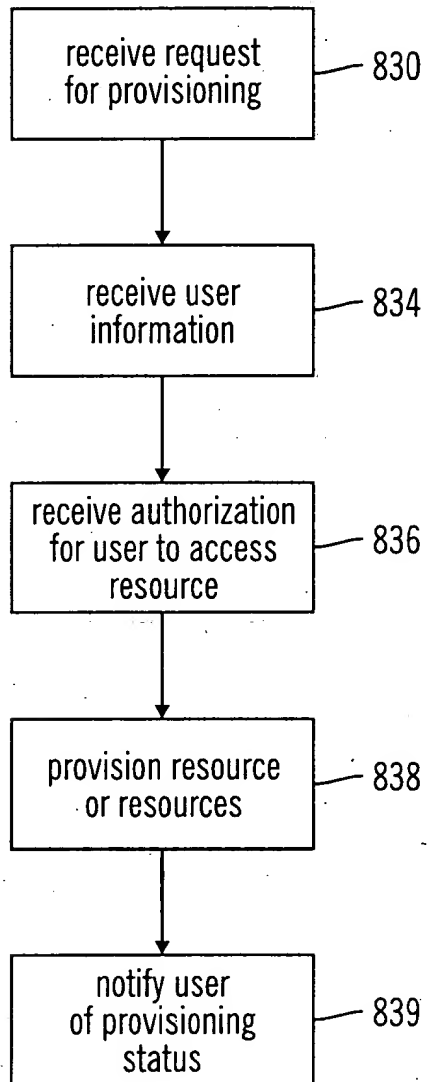 receive request
for provisioning
830
receive user
information
834
receive authorization
for user to access
resource
836
provision resource
or resources
838
notify user
of provisioning
status
839